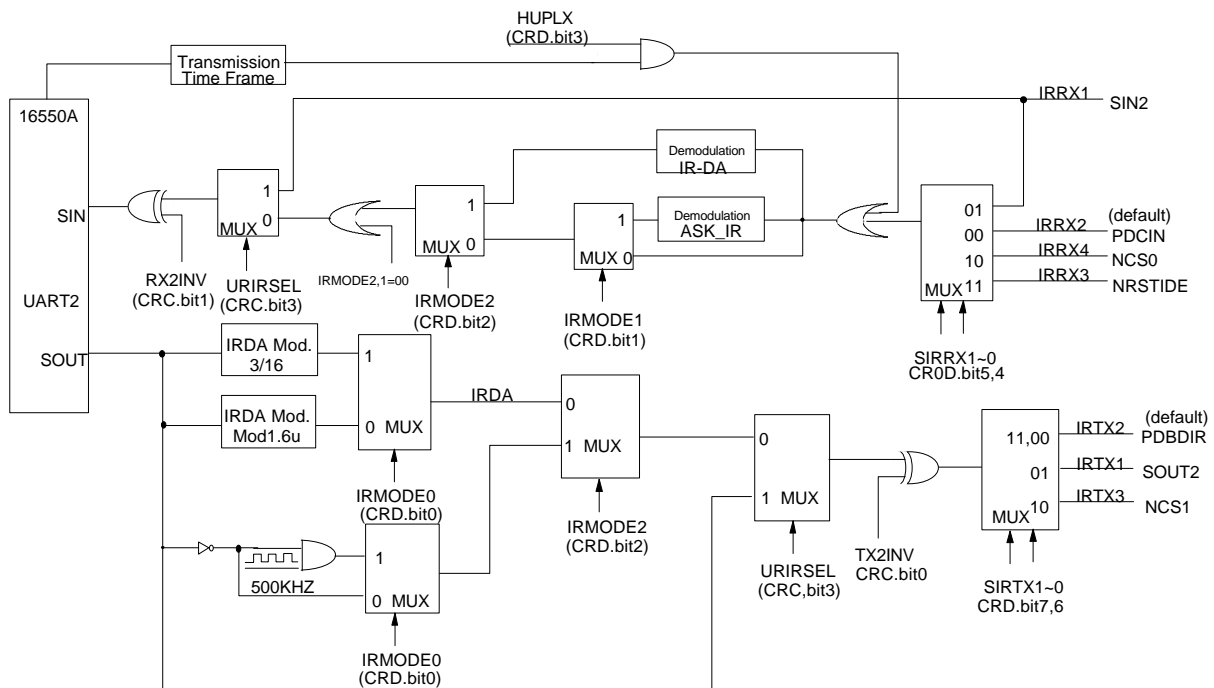 HUPLX
(CRD.bit3)
Transmission
Time Frame
16550A
IRRX1
SIN2
Demodulation
IR-DA
1
1
1
Demodulation
ASK_IR
01
(default)
SIN
0
IRRX2
PDCIN
MUX
00
MUX
0
MUX
0
IRRX4
NCS0
10
IRRX3
NRSTIDE
11
MUX
RX2INV
(CRC.bit1)
URIRSEL
(CRC.bit3)
IRMODE2,1=00
IRMODE2
(CRD.bit2)
IRMODE1
(CRD.bit1)
UART2
SIRRX1~0
CR0D.bit5,4
SOUT
IRDA Mod.
3/16
1
IRDA
0
IRDA Mod.
Mod1.6u
0 MUX
1 MUX
0
(default)
11,00
IRTX2
PDBDIR
01
IRTX1
SOUT2
1 MUX
10
IRTX3
NCS1
MUX
IRMODE0
(CRD.bit0)
IRMODE2
(CRD.bit2)
1
500KHZ
0 MUX
URIRSEL
(CRC,bit3)
TX2INV
CRC.bit0
SIRTX1~0
CRD.bit7,6
IRMODE0
(CRD.bit0)